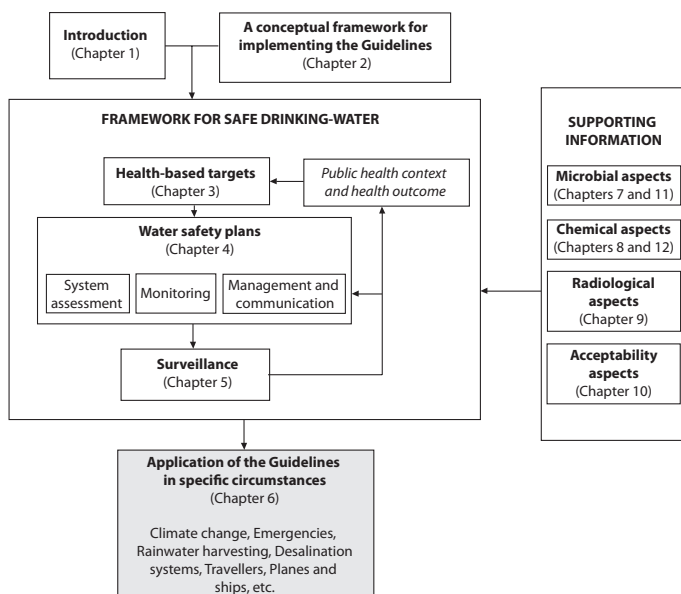 Introduction
(Chapter 1)
A conceptual framework for
implementing the Guidelines
(Chapter 2)
FRAMEWORK FOR SAFE DRINKING-WATER
Health-based targets
(Chapter 3)
Public health context
and health outcome
Water safety plans
(Chapter 4)
System
assessment
Monitoring
Management and
communication
Surveillance
(Chapter 5)
SUPPORTING
INFORMATION
Microbial aspects
(Chapters 7 and 11)
Chemical aspects
(Chapters 8 and 12)
Radiological
aspects
(Chapter 9)
Acceptability
aspects
(Chapter 10)
Application of the Guidelines
in specific circumstances
(Chapter 6)
Climate change, Emergencies,
Rainwater harvesting, Desalination
systems, Travellers, Planes and
ships, etc.